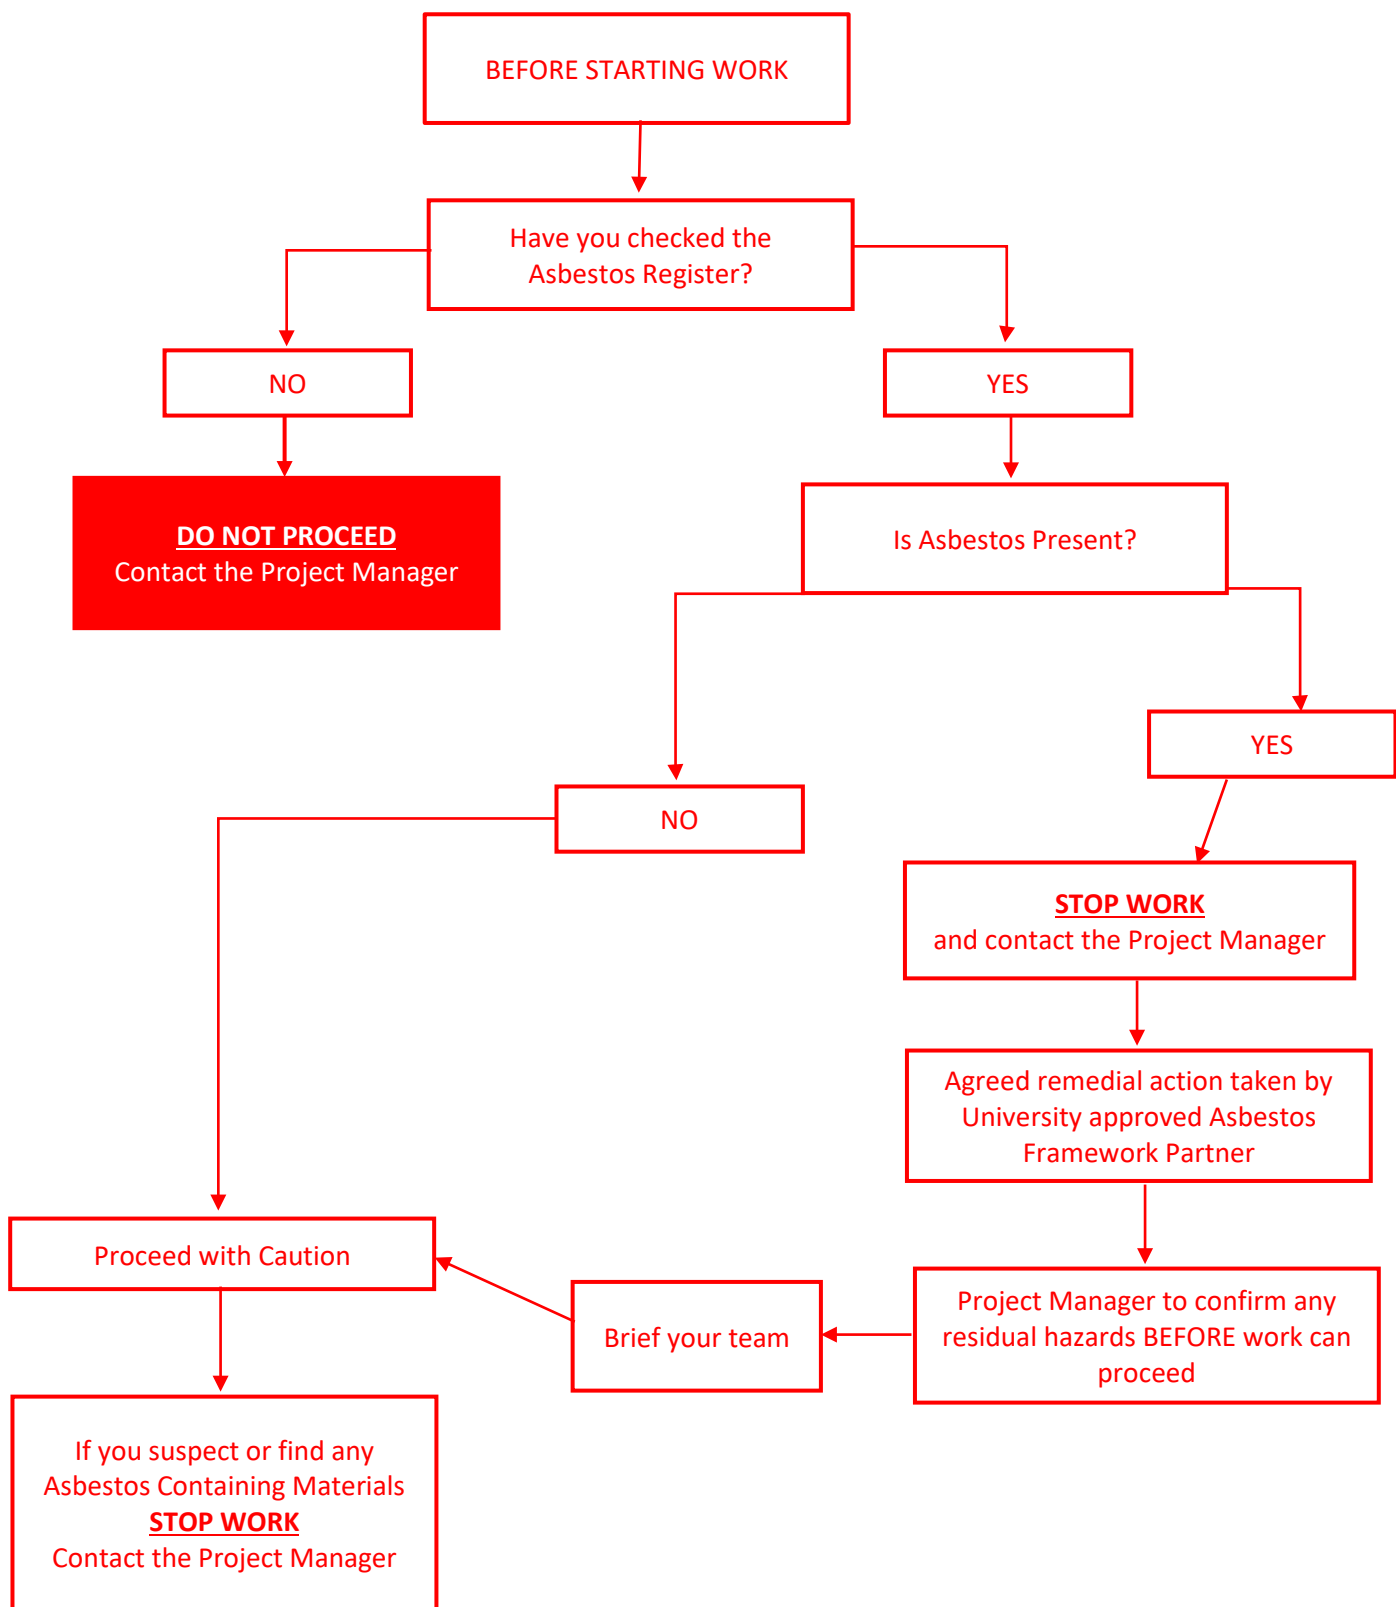 BEFORE STARTING WORK
Have you checked the
Asbestos Register?
NO
YES
DO NOT PROCEED
Contact the Project Manager
Is Asbestos Present?
YES
NO
STOP WORK
and contact the Project Manager
Agreed remedial action taken by
University approved Asbestos
Framework Partner
Proceed with Caution
Brief your team
Project Manager to confirm any
residual hazards BEFORE work can
proceed
If you suspect or find any
Asbestos Containing Materials
STOP WORK
Contact the Project Manager